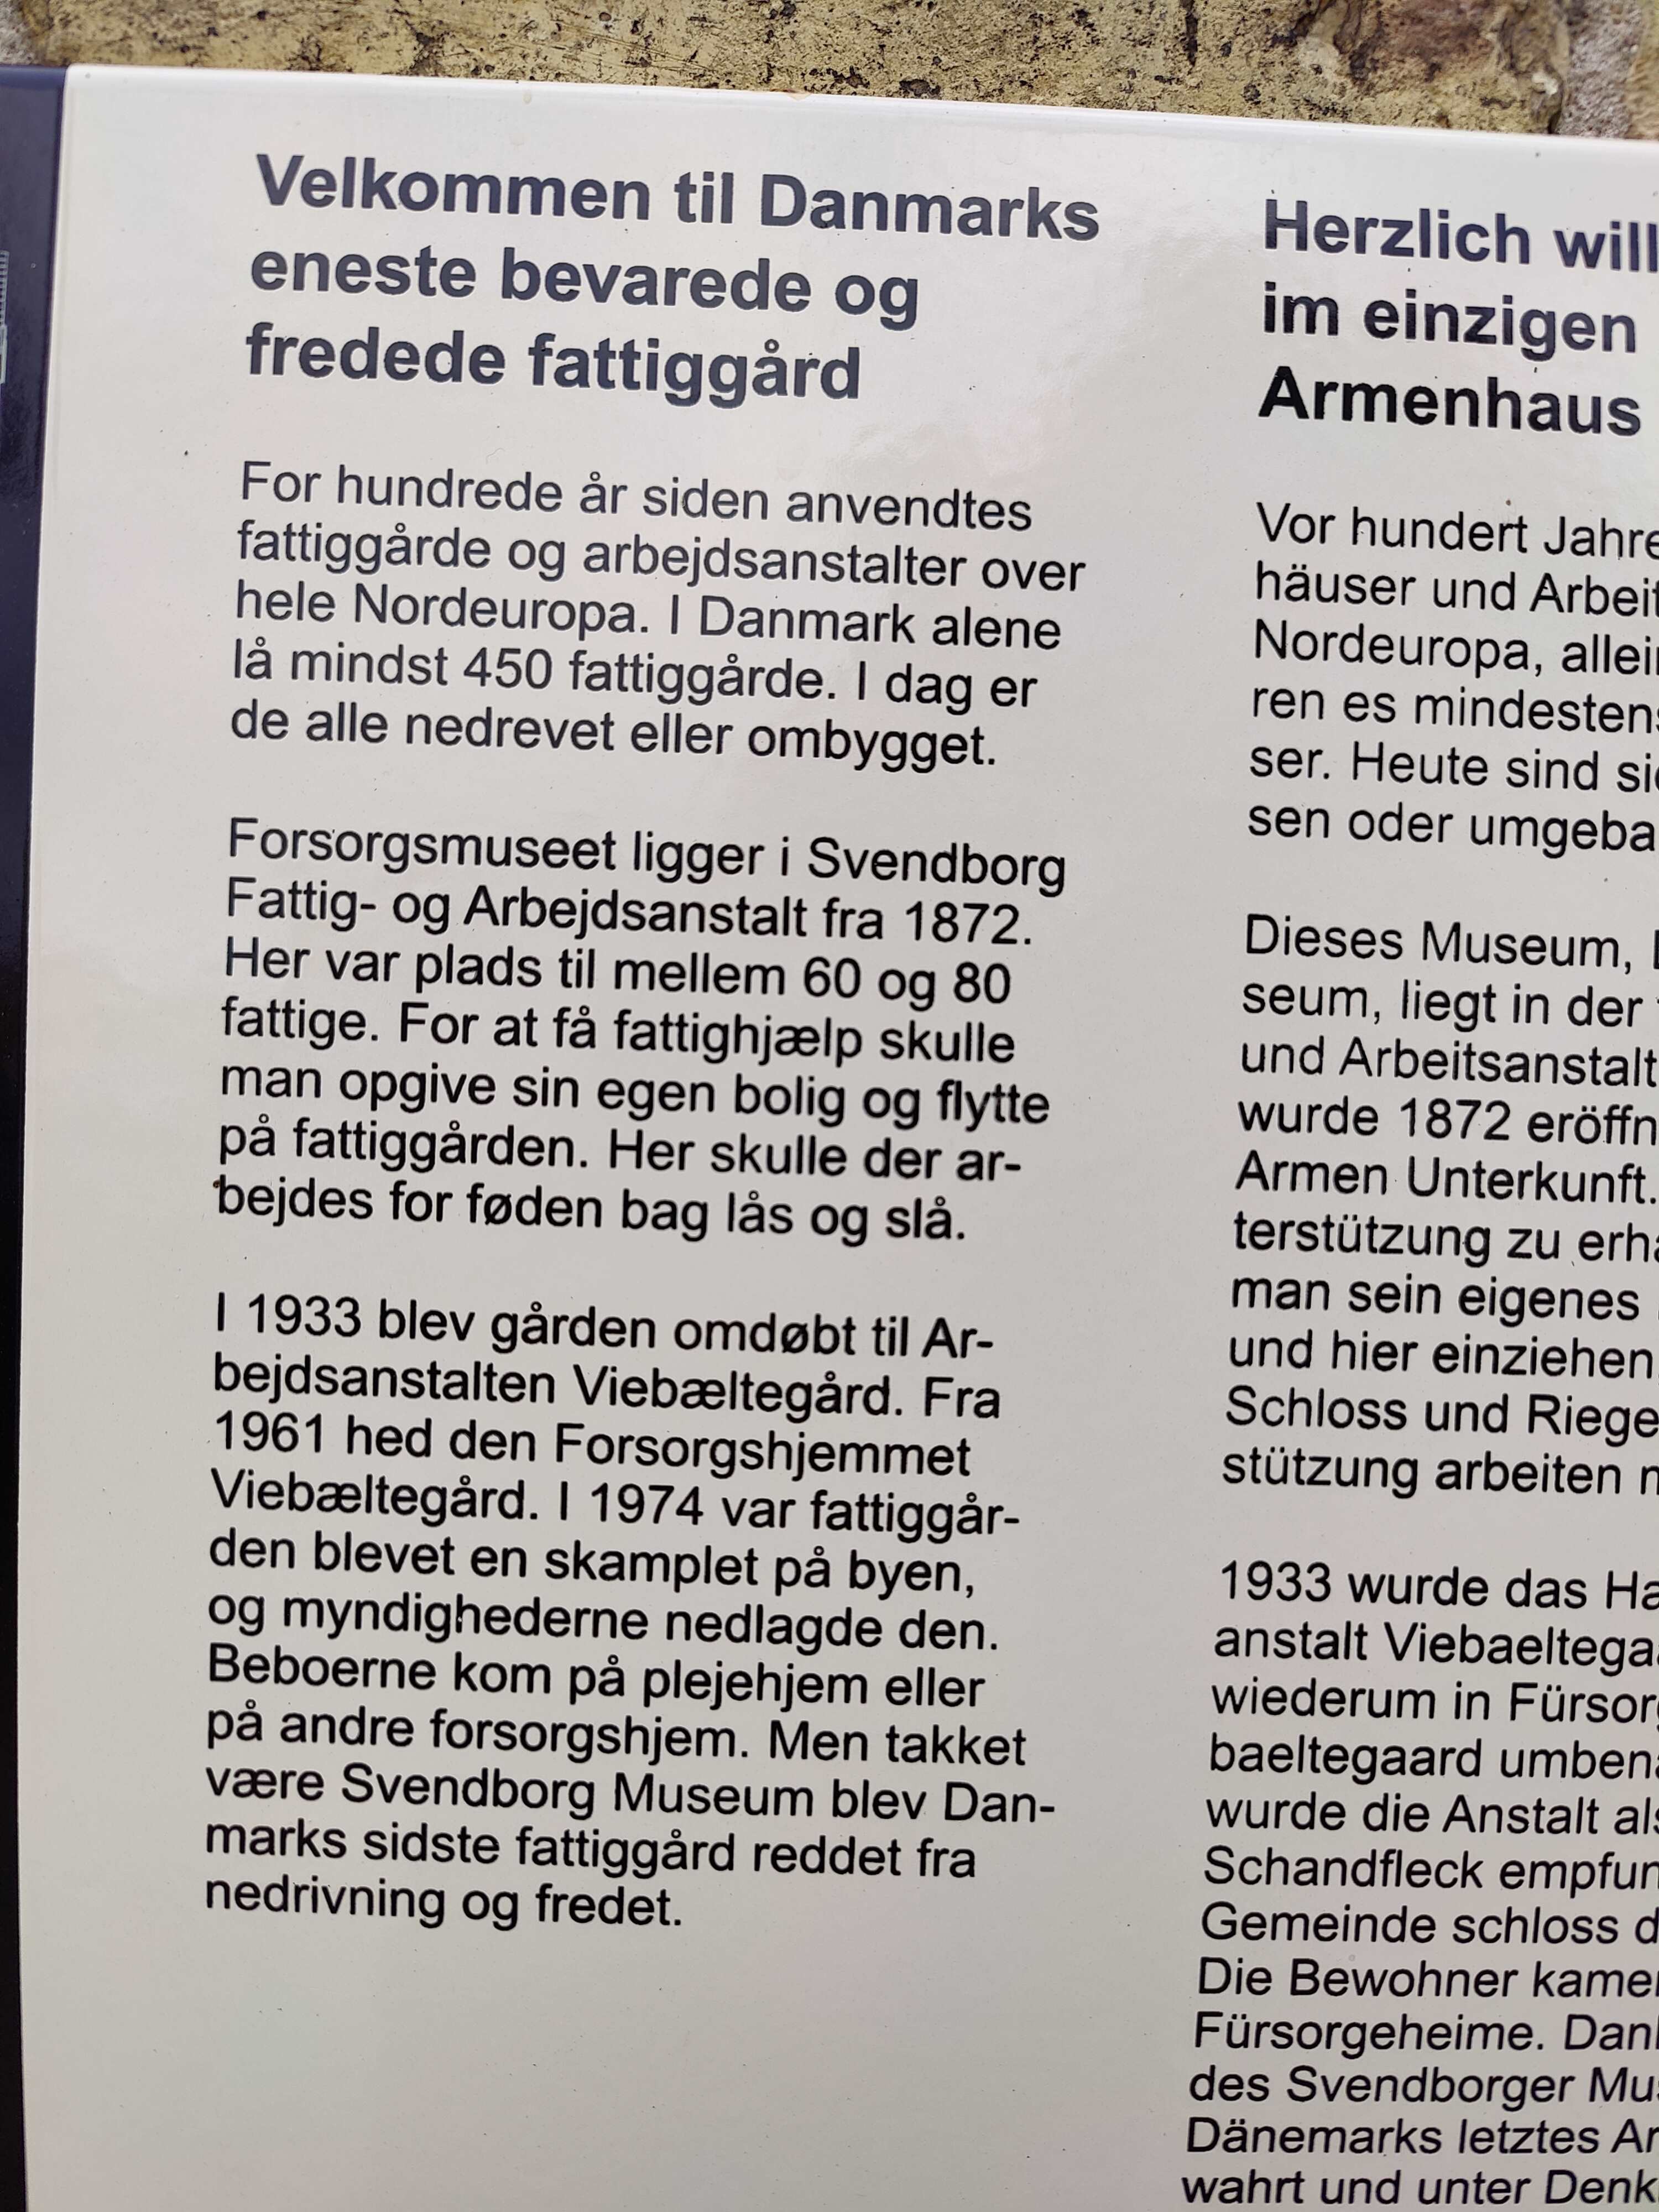 Velkommen til Danmarks
eneste bevarede og
fredede fattiggård
For hundrede år siden anvendtes
fattiggårde og arbejdsanstalter over
hele Nordeuropa. I Danmark alene
lå mindst 450 fattiggårde. I dag er
de alle nedrevet eller ombygget.
Forsorgsmuseet ligger i Svendborg
Fattig- og Arbejdsanstalt fra 1872.
Her var plads til mellem 60 og 80
fattige. For at få fattighjælp skulle
man opgive sin egen bolig og flytte
på fattiggården. Her skulle der ar-
bejdes for føden bag lås og slå.
I 1933 blev gården omdøbt til Ar-
bejdsanstalten Viebæltegård. Fra
1961 hed den Forsorgshjemmet
Viebæltegård. I 1974 var fattiggår-
den blevet en skamplet på byen,
og myndighederne nedlagde den.
Beboerne kom på plejehjem eller
på andre forsorgshjem. Men takket
være Svendborg Museum blev Dan-
marks sidste fattiggård reddet fra
nedrivning og fredet.
Herzlich will
im einzigen
Armenhaus
Vor hundert Jahre
häuser und Arbeit
Nordeuropa, allei
ren es mindestens
ser. Heute sind si
sen oder umgeba
Dieses Museum,
seum, liegt in der
und Arbeitsanstalt
wurde 1872 eröffn
Armen Unterkunft.
terstützung zu erha
man sein eigenes
und hier einziehen
Schloss und Riege
stützung arbeiten
1933 wurde das Ha
anstalt Viebaeltega
wiederum in Fürsor
baeltegaard umben
wurde die Anstalt als
Schandfleck empfun
Gemeinde schloss d
Die Bewohner kamen
Fürsorgeheime. Dan
des Svendborger Mus
Dänemarks letztes Ar
wahrt und unter Denk